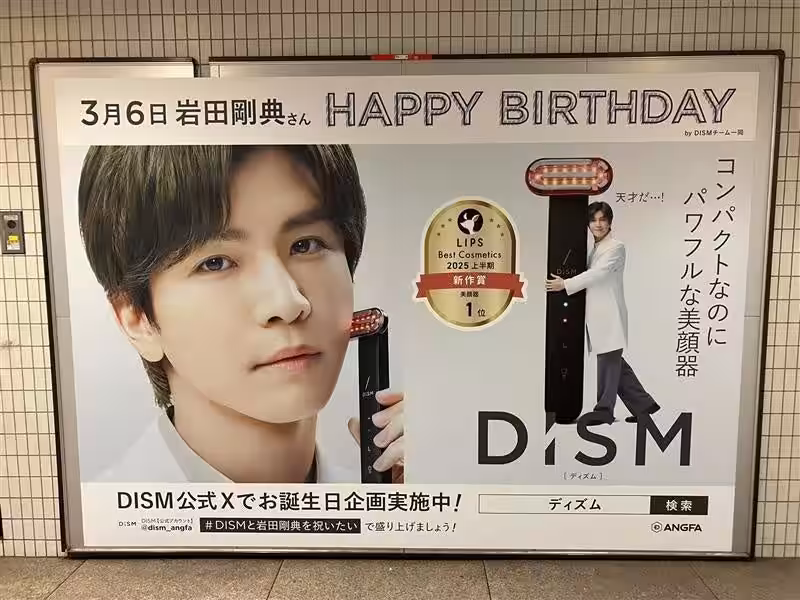 3月6日 岩田剛典さん HAPPY BIRTHDAY
by DISMチーム一同
LIPS
Best Cosmetics
2025 上半期
新作賞
美顔器
1位
天才だ…!
コンパクトなのに
パワフルな美顔器
DISM
DISM
DISM
[ディズム]
DISM公式Xでお誕生日企画実施中!
DISM DISM【公式アカウント】
@dism_angfa
#DISMと岩田剛典を祝いたい で盛り上げましょう!
ディズム 検索
ANGFA